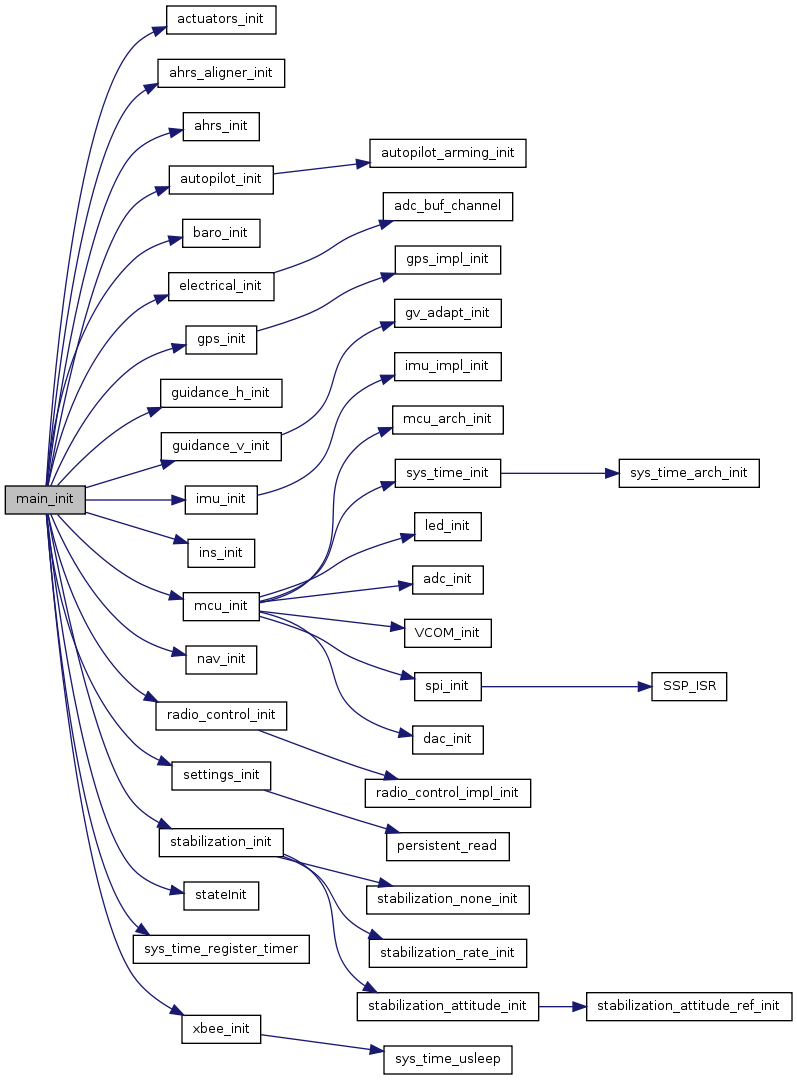 actuators_init
ahrs_aligner_init
ahrs_init
autopilot_arming_init
autopilot_init
adc_buf_channel
baro_init
gps_impl_init
electrical_init
gv_adapt_init
gps_init
imu_impl_init
guidance_h_init
mcu_arch_init
guidance_v_init
sys_time_init
sys_time_arch_init
main_init
imu_init
led_init
ins_init
adc_init
mcu_init
VCOM_init
nav_init
spi_init
SSP_ISR
radio_control_init
dac_init
settings_init
radio_control_impl_init
stabilization_init
persistent_read
stateInit
stabilization_none_init
sys_time_register_timer
stabilization_rate_init
stabilization_attitude_init
stabilization_attitude_ref_init
xbee_init
sys_time_usleep